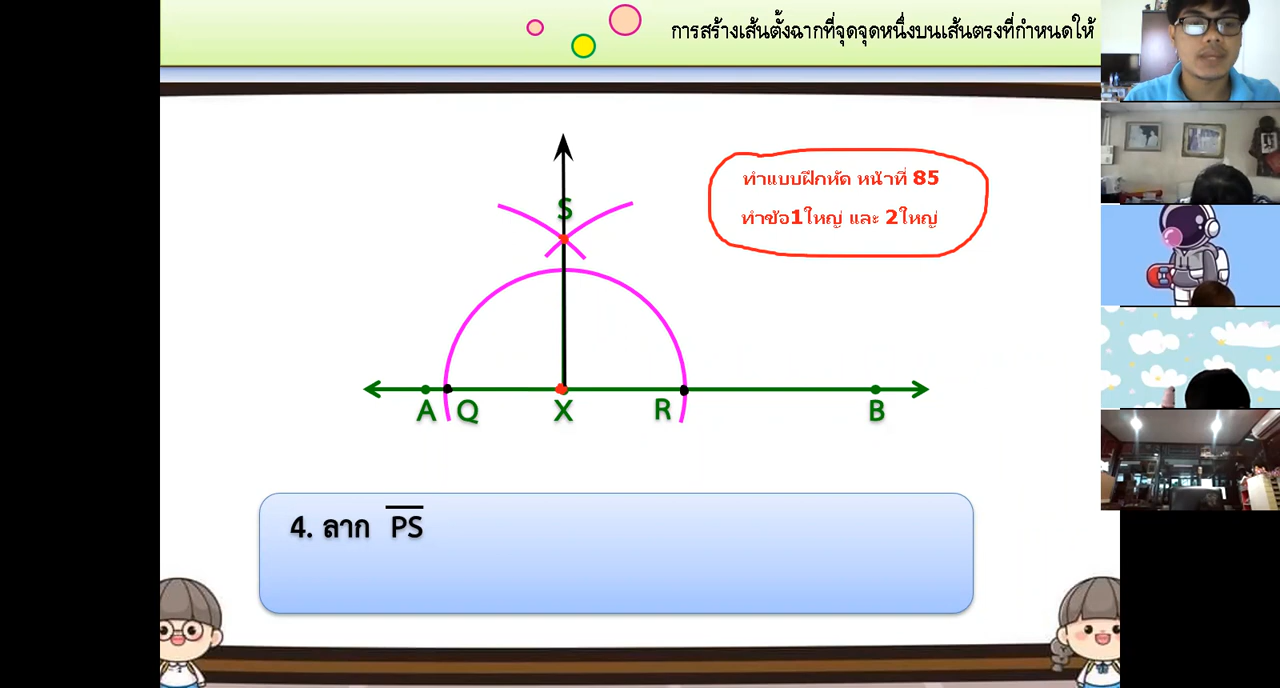 การสร้างเส้นตั้งฉากที่จุดจุดหนึ่งบนเส้นตรงที่กำหนดให้
ทำแบบฝึกหัด หน้าที่ 85
ทำข้อ1ใหญ่ และ 2ใหญ่
S
A Q X R B
4. ลาก PS